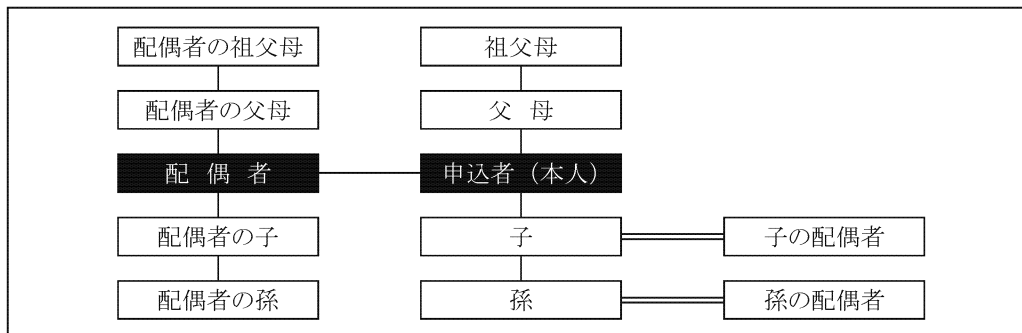 配偶者の祖父母 祖父母
配偶者の父母 父 母
配 偶 者 申込者（本人）
配偶者の子 子 子の配偶者
配偶者の孫 孫 孫の配偶者